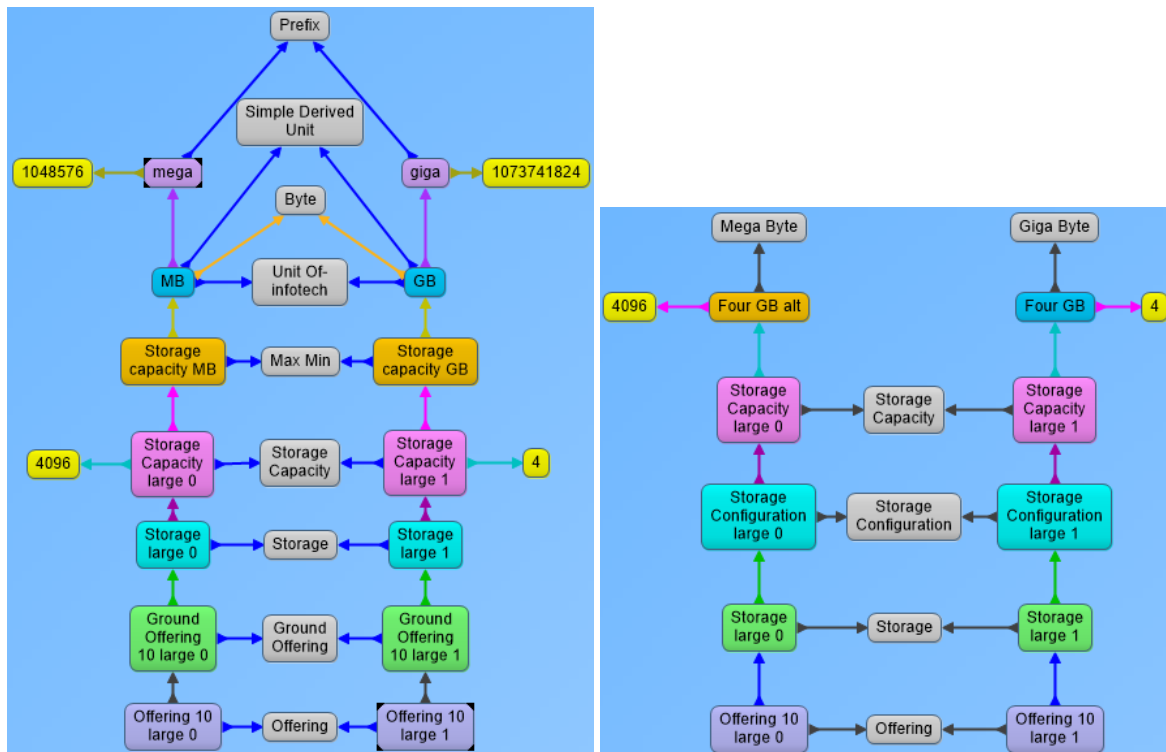 Prefix
Simple Derived
Unit
1048576
mega
giga
1073741824
Byte
MB
Unit Of-
infotech
GB
Storage
capacity MB
Max Min
Storage
capacity GB
4096
Storage
Capacity
large 0
Storage
Capacity
Storage
Capacity
large 1
4
Storage
large 0
Storage
Storage
large 1
Ground
Offering
10 large 0
Ground
Offering
Ground
Offering
10 large 1
Offering 10
large 0
Offering
Offering 10
large 1
Mega Byte
Giga Byte
4096
Four GB alt
Four GB
4
Storage
Capacity
large 0
Storage
Capacity
Storage
Capacity
large 1
Storage
Configuration
large 0
Storage
Configuration
Storage
Configuration
large 1
Storage
large 0
Storage
Storage
large 1
Offering 10
large 0
Offering
Offering 10
large 1